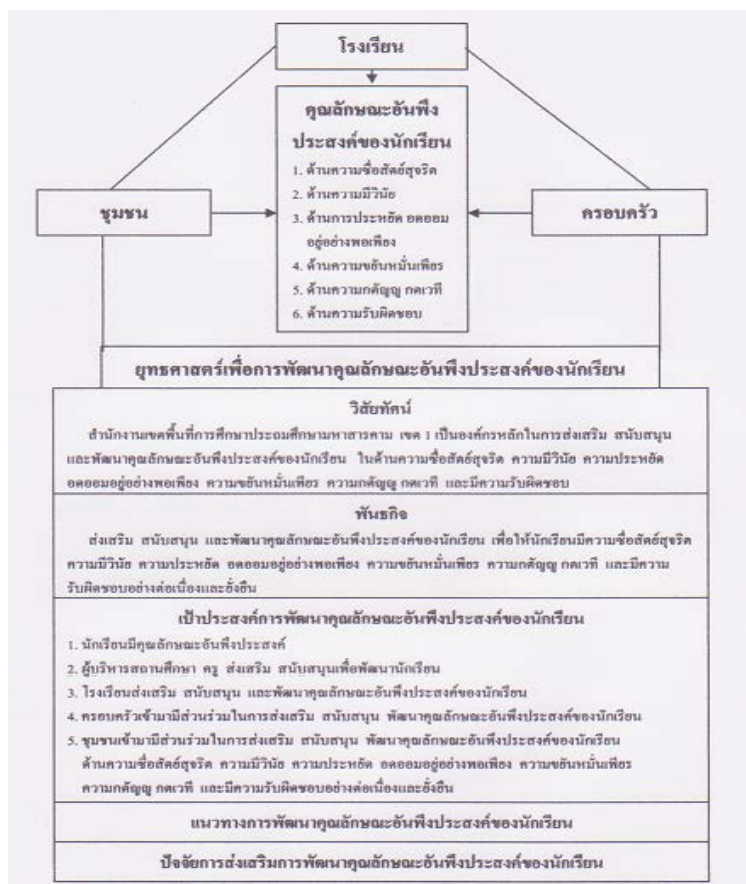 โรงเรียน
คุณลักษณะอันพึง
ประสงค์ของนักเรียน
1. ด้านความซื่อสัตย์สุจริต
2. ด้านความมีวินัย
3. ด้านการประหยัด อดออม
อยู่อย่างพอเพียง
4. ด้านความขยันหมั่นเพียร
5. ด้านความกตัญญู กตเวที
6. ด้านความรับผิดชอบ
ชุมชน
ครอบครัว
ยุทธศาสตร์เพื่อการพัฒนาคุณลักษณะอันพึงประสงค์ของนักเรียน
วิสัยทัศน์
สำนักงานเขตพื้นที่การศึกษาประถมศึกษามหาสารคาม เขต 1 เป็นองค์กรหลักในการส่งเสริม สนับสนุน
และพัฒนาคุณลักษณะอันพึงประสงค์ของนักเรียน ในด้านความซื่อสัตย์สุจริต ความมีวินัย ความประหยัด
อดออมอยู่อย่างพอเพียง ความขยันหมั่นเพียร ความกตัญญู กตเวที และมีความรับผิดชอบ
พันธกิจ
ส่งเสริม สนับสนุน และพัฒนาคุณลักษณะอันพึงประสงค์ของนักเรียน เพื่อให้นักเรียนมีความซื่อสัตย์สุจริต
ความมีวินัย ความประหยัด อดออมอยู่อย่างพอเพียง ความขยันหมั่นเพียร ความกตัญญู กตเวที และมีความ
รับผิดชอบอย่างต่อเนื่องและยั่งยืน
เป้าประสงค์การพัฒนาคุณลักษณะอันพึงประสงค์ของนักเรียน
1. นักเรียนมีคุณลักษณะอันพึงประสงค์
2. ผู้บริหารสถานศึกษา ครู ส่งเสริม สนับสนุนเพื่อพัฒนานักเรียน
3. โรงเรียนส่งเสริม สนับสนุน และพัฒนาคุณลักษณะอันพึงประสงค์ของนักเรียน
4. ครอบครัวเข้ามามีส่วนร่วมในการส่งเสริม สนับสนุน พัฒนาคุณลักษณะอันพึงประสงค์ของนักเรียน
5. ชุมชนเข้ามามีส่วนร่วมในการส่งเสริม สนับสนุน พัฒนาคุณลักษณะอันพึงประสงค์ของนักเรียน
ด้านความซื่อสัตย์สุจริต ความมีวินัย ความประหยัด อดออมอยู่อย่างพอเพียง ความขยันหมั่นเพียร
ความกตัญญู กตเวที และมีความรับผิดชอบอย่างต่อเนื่องและยั่งยืน
แนวทางการพัฒนาคุณลักษณะอันพึงประสงค์ของนักเรียน
ปัจจัยการส่งเสริมการพัฒนาคุณลักษณะอันพึงประสงค์ของนักเรียน